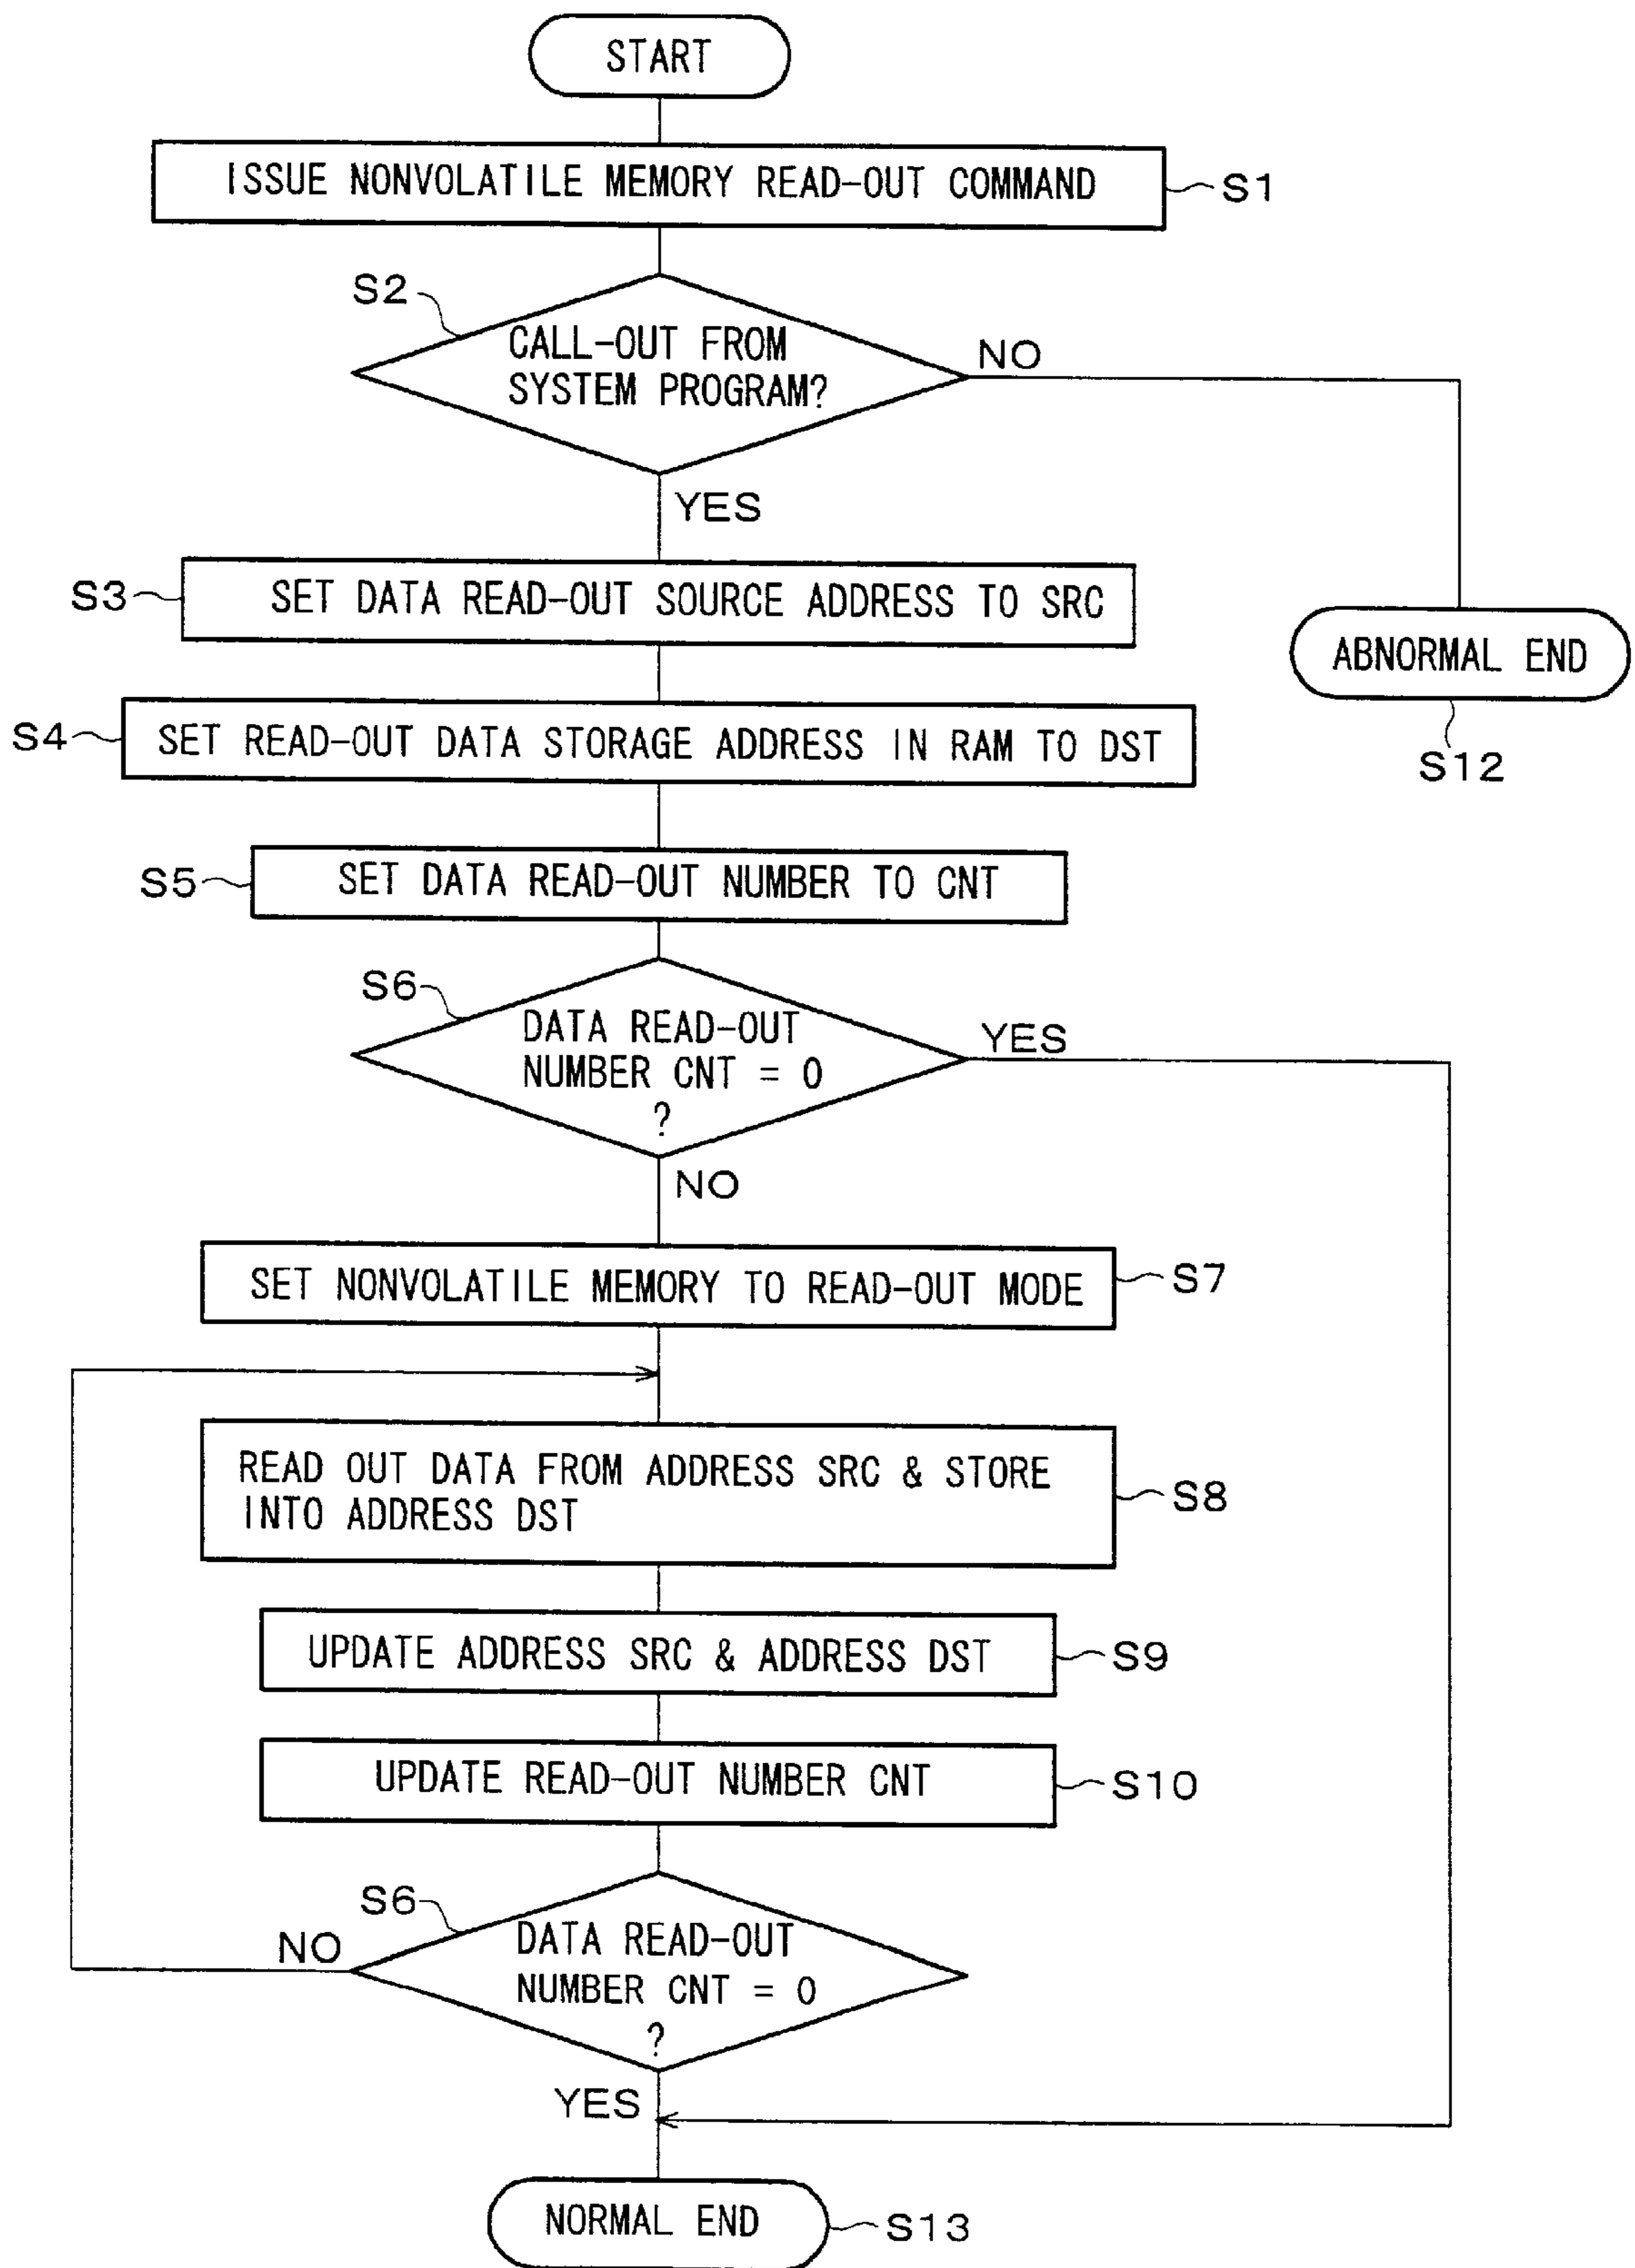 START
ISSUE NONVOLATILE MEMORY READ-OUT COMMAND
S1
S2
CALL-OUT FROM
SYSTEM PROGRAM?
NO
YES
S3
SET DATA READ-OUT SOURCE ADDRESS TO SRC
ABNORMAL END
S12
S4
SET READ-OUT DATA STORAGE ADDRESS IN RAM TO DST
S5
SET DATA READ-OUT NUMBER TO CNT
S6
DATA READ-OUT
NUMBER CNT = 0
?
YES
NO
SET NONVOLATILE MEMORY TO READ-OUT MODE
S7
READ OUT DATA FROM ADDRESS SRC & STORE
INTO ADDRESS DST
S8
UPDATE ADDRESS SRC & ADDRESS DST
S9
UPDATE READ-OUT NUMBER CNT
S10
S6
NO
DATA READ-OUT
NUMBER CNT = 0
?
YES
NORMAL END
S13